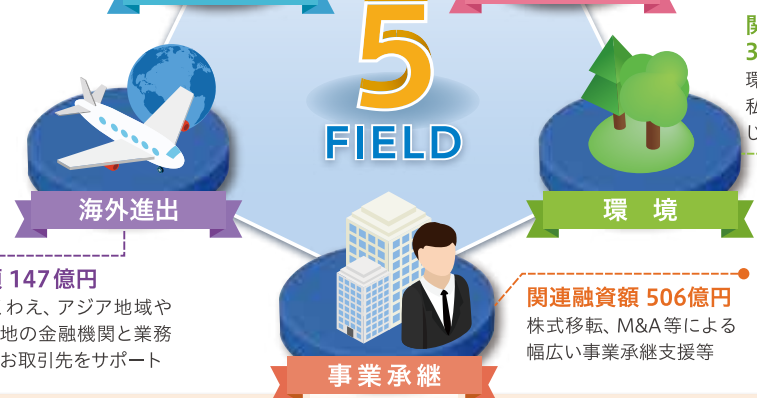 5
FIELD
海外進出
環 境
147億円
わえ、アジア地域や
地の金融機関と業務
お取引先をサポート
関連融資額 506億円
株式移転、M&A等による
幅広い事業承継支援等
事業承継